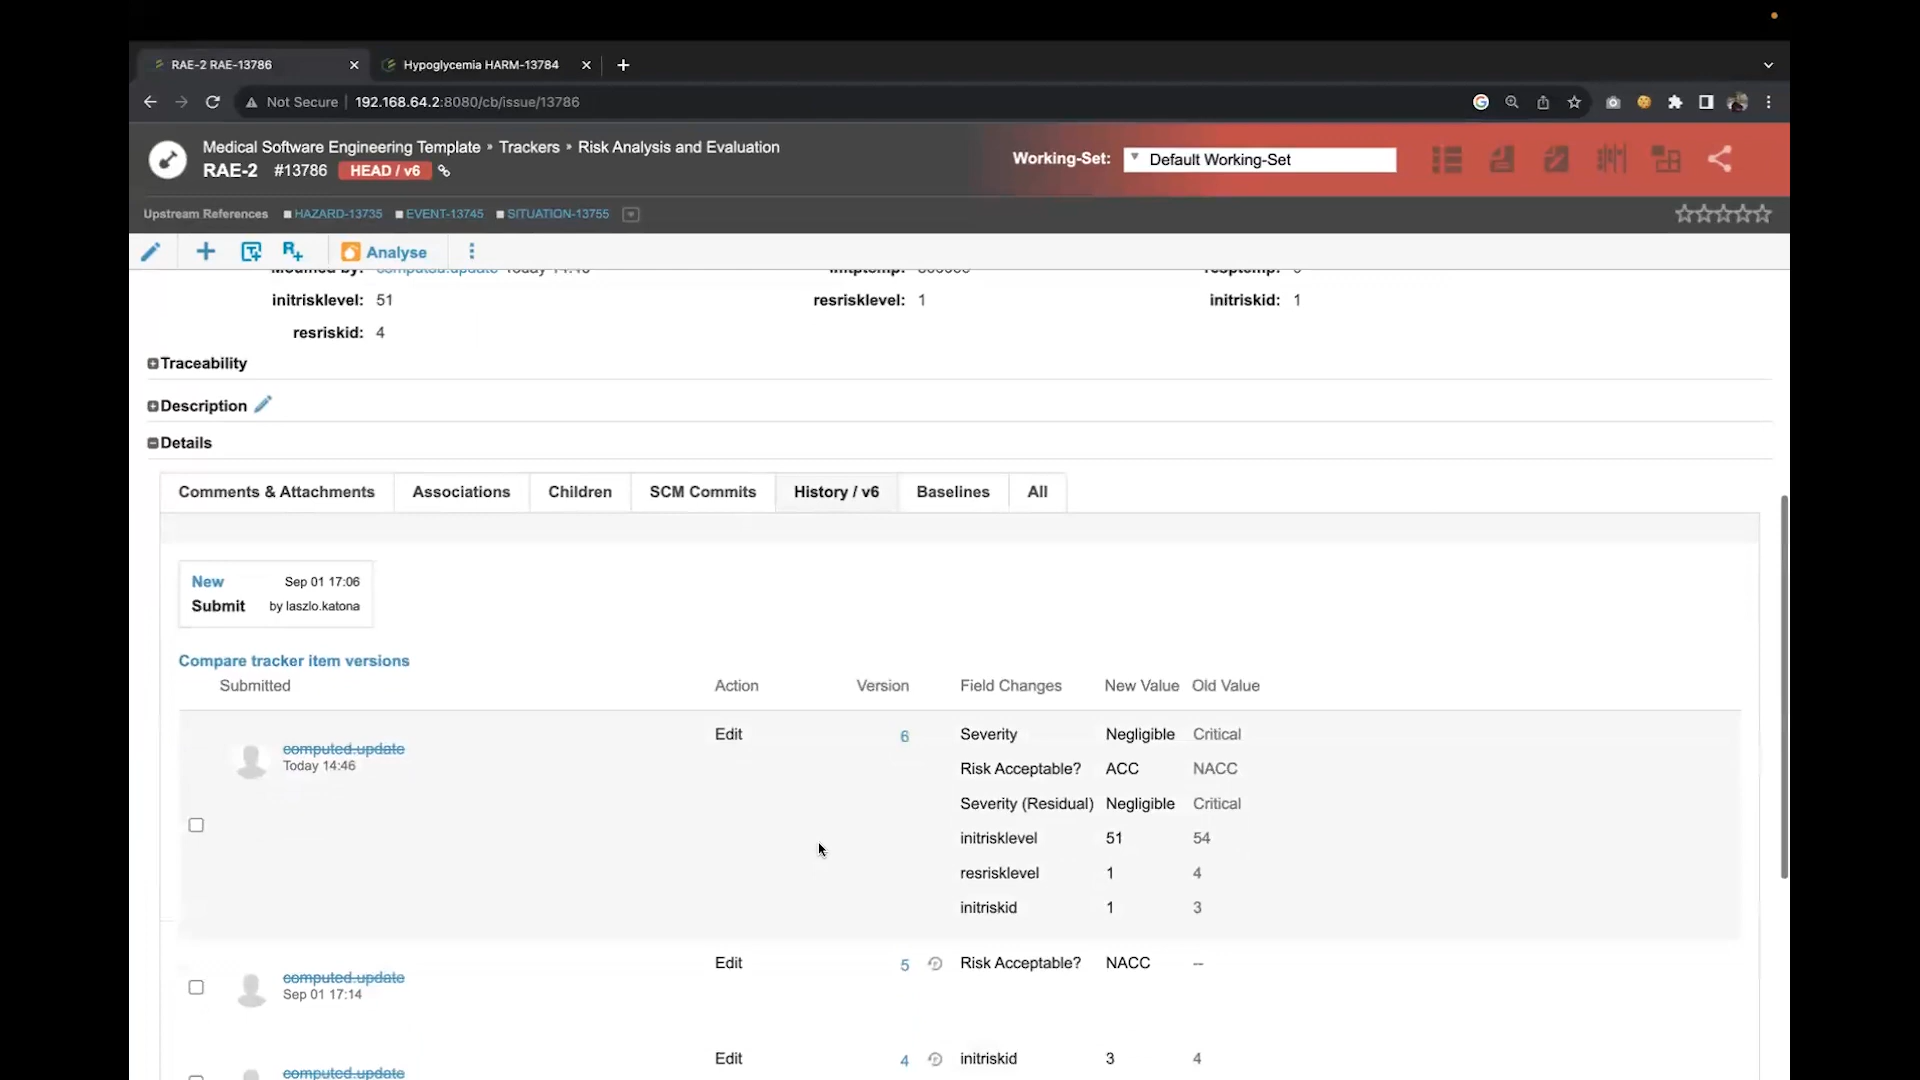 RAE-2 RAE-13786
Hypoglycemia HARM-13784
Not Secure 192.168.64.2:8080/cb/issue/13786
Medical Software Engineering Template » Trackers » Risk Analysis and Evaluation
RAE-2 #13786 HEAD / v6
Working-Set: Default Working-Set
Upstream References HAZARD-13735 EVENT-13745 SITUATION-13755
Analyse
Modified by: computed.update Today 14:46
initrisklevel: 51 resrisklevel: 1 initriskid: 1
resriskid: 4
Traceability
Description
Details
Comments & Attachments Associations Children SCM Commits History / v6 Baselines All
New Sep 01 17:06
Submit by laszlo.katona
Compare tracker item versions
Submitted Action Version Field Changes New Value Old Value
computed.update Edit 6 Severity Negligible Critical
Today 14:46
Risk Acceptable? ACC NACC
Severity (Residual) Negligible Critical
initrisklevel 51 54
resrisklevel 1 4
initriskid 1 3
computed.update Edit 5 Risk Acceptable? NACC --
Sep 01 17:14
computed.update Edit 4 initriskid 3 4